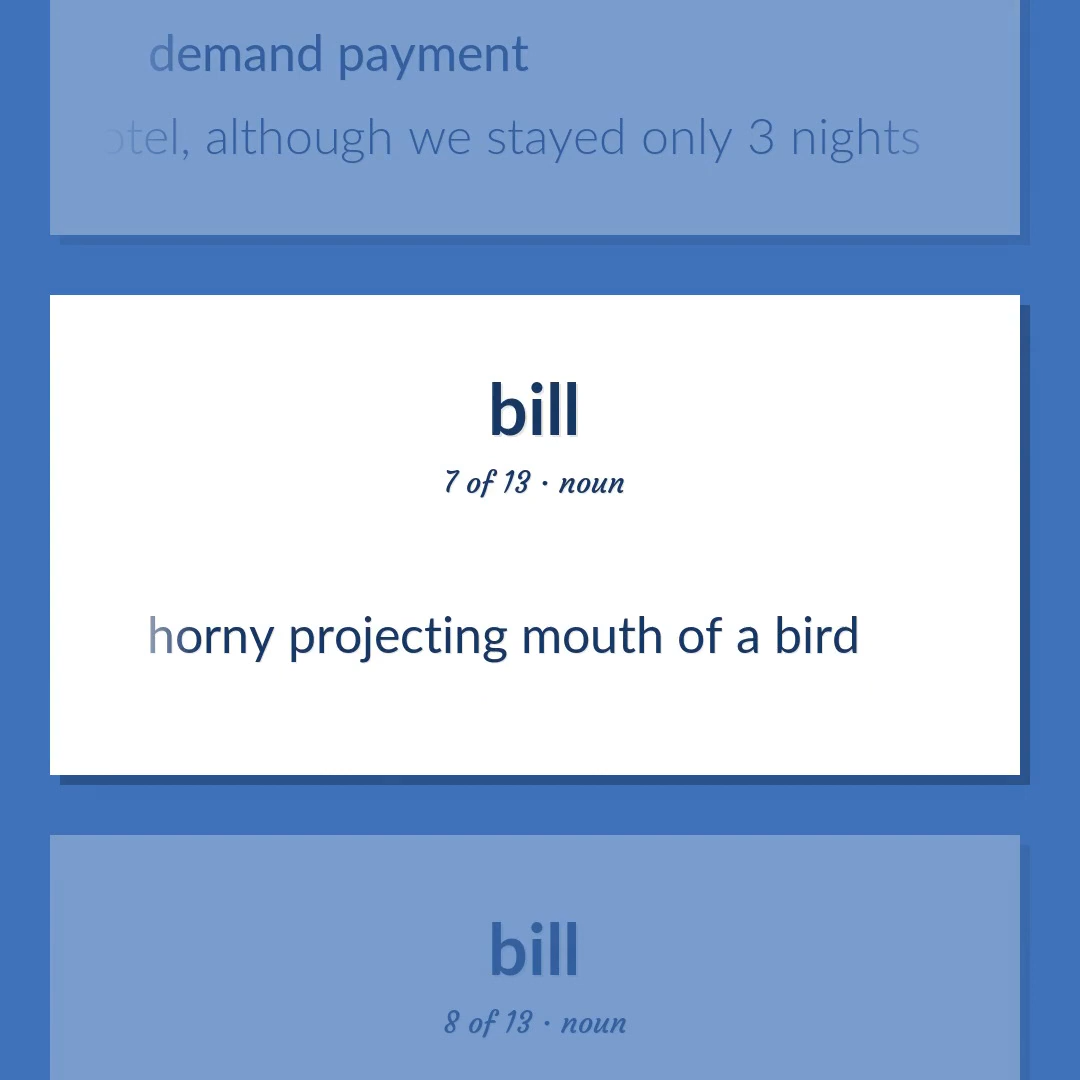 demand payment
although we stayed only 3 nights
bill
7 of 13 · noun
horny projecting mouth of a bird
bill
8 of 13 · noun